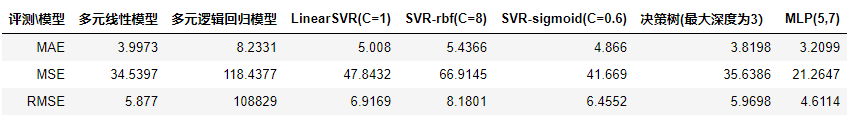 评测\模型 多元线性模型 多元逻辑回归模型 LinearSVR(C=1) SVR-rbf(C=8) SVR-sigmoid(C=0.6) 决策树(最大深度为3) MLP(5,7)
MAE 3.9973 8.2331 5.008 5.4366 4.866 3.8198 3.2099
MSE 34.5397 118.4377 47.8432 66.9145 41.669 35.6386 21.2647
RMSE 5.877 108829 6.9169 8.1801 6.4552 5.9698 4.6114